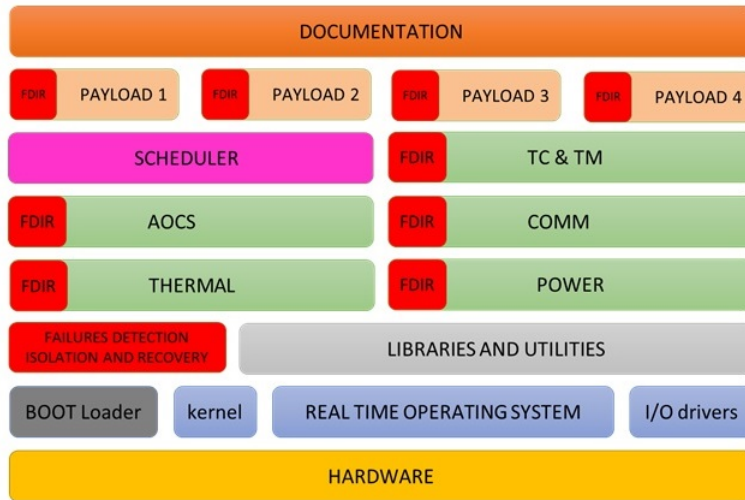 DOCUMENTATION
FDIR PAYLOAD 1 FDIR PAYLOAD 2 FDIR PAYLOAD 3 FDIR PAYLOAD 4
SCHEDULER FDIR TC & TM
FDIR AOCS FDIR COMM
FDIR THERMAL FDIR POWER
FAILURES DETECTION
ISOLATION AND RECOVERY
LIBRARIES AND UTILITIES
BOOT Loader kernel REAL TIME OPERATING SYSTEM I/O drivers
HARDWARE